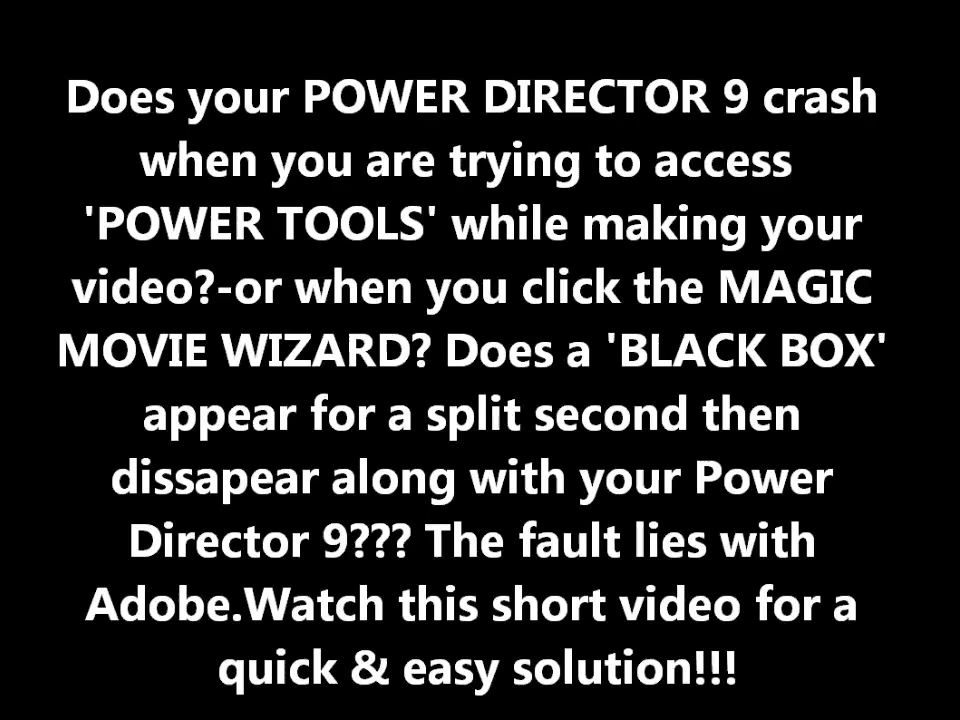 Does your POWER DIRECTOR 9 crash
when you are trying to access
'POWER TOOLS' while making your
video?-or when you click the MAGIC
MOVIE WIZARD? Does a 'BLACK BOX'
appear for a split second then
dissapear along with your Power
Director 9??? The fault lies with
Adobe.Watch this short video for a
quick & easy solution!!!